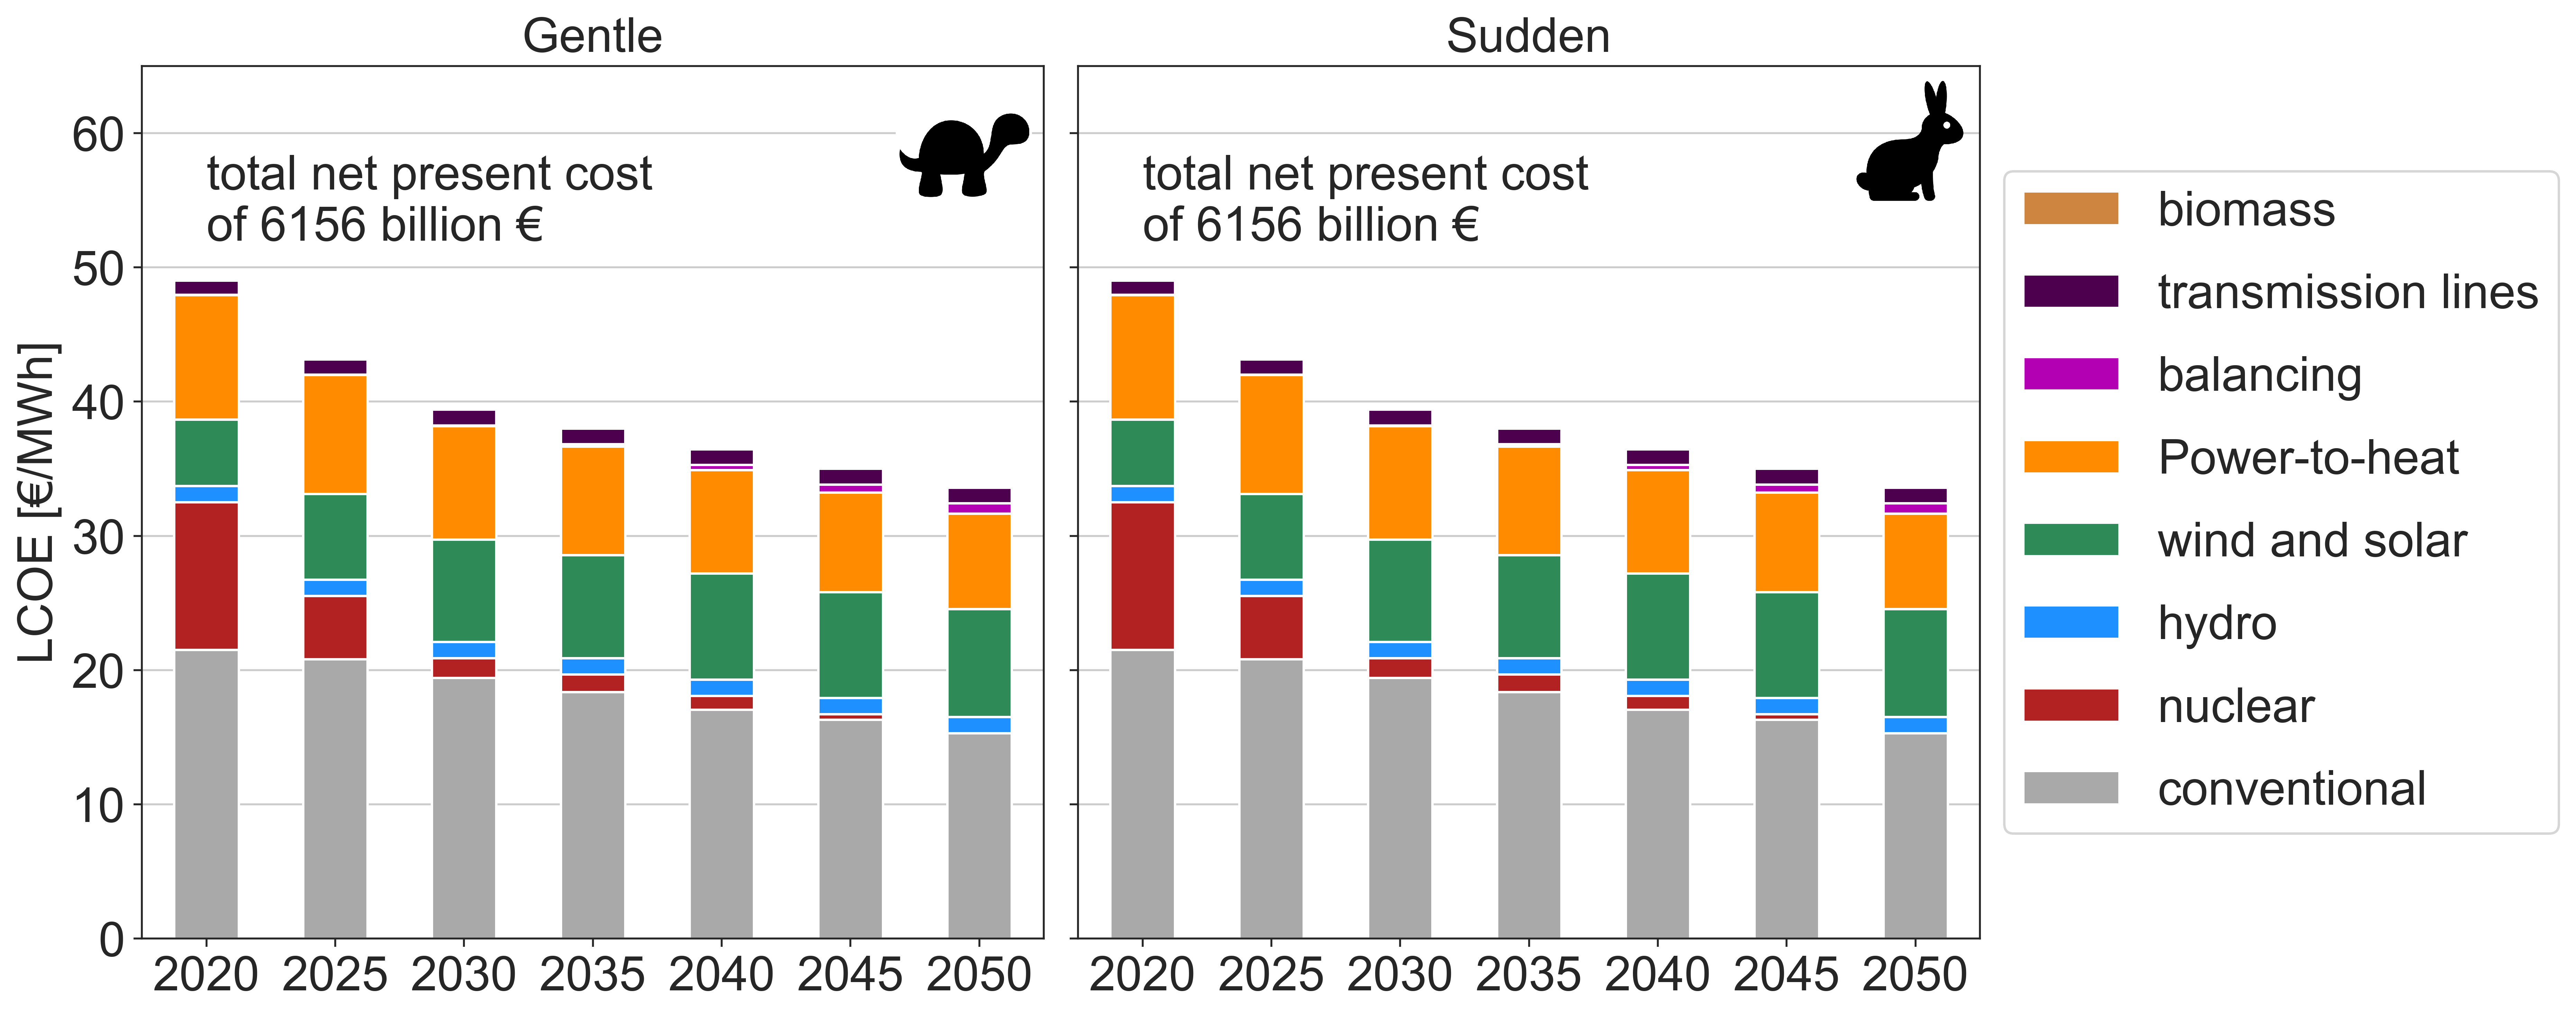 Gentle
Sudden
LCOE [€/MWh]
60
50
40
30
20
10
0
total net present cost
of 6156 billion €
total net present cost
of 6156 billion €
2020 2025 2030 2035 2040 2045 2050
2020 2025 2030 2035 2040 2045 2050
biomass
transmission lines
balancing
Power-to-heat
wind and solar
hydro
nuclear
conventional